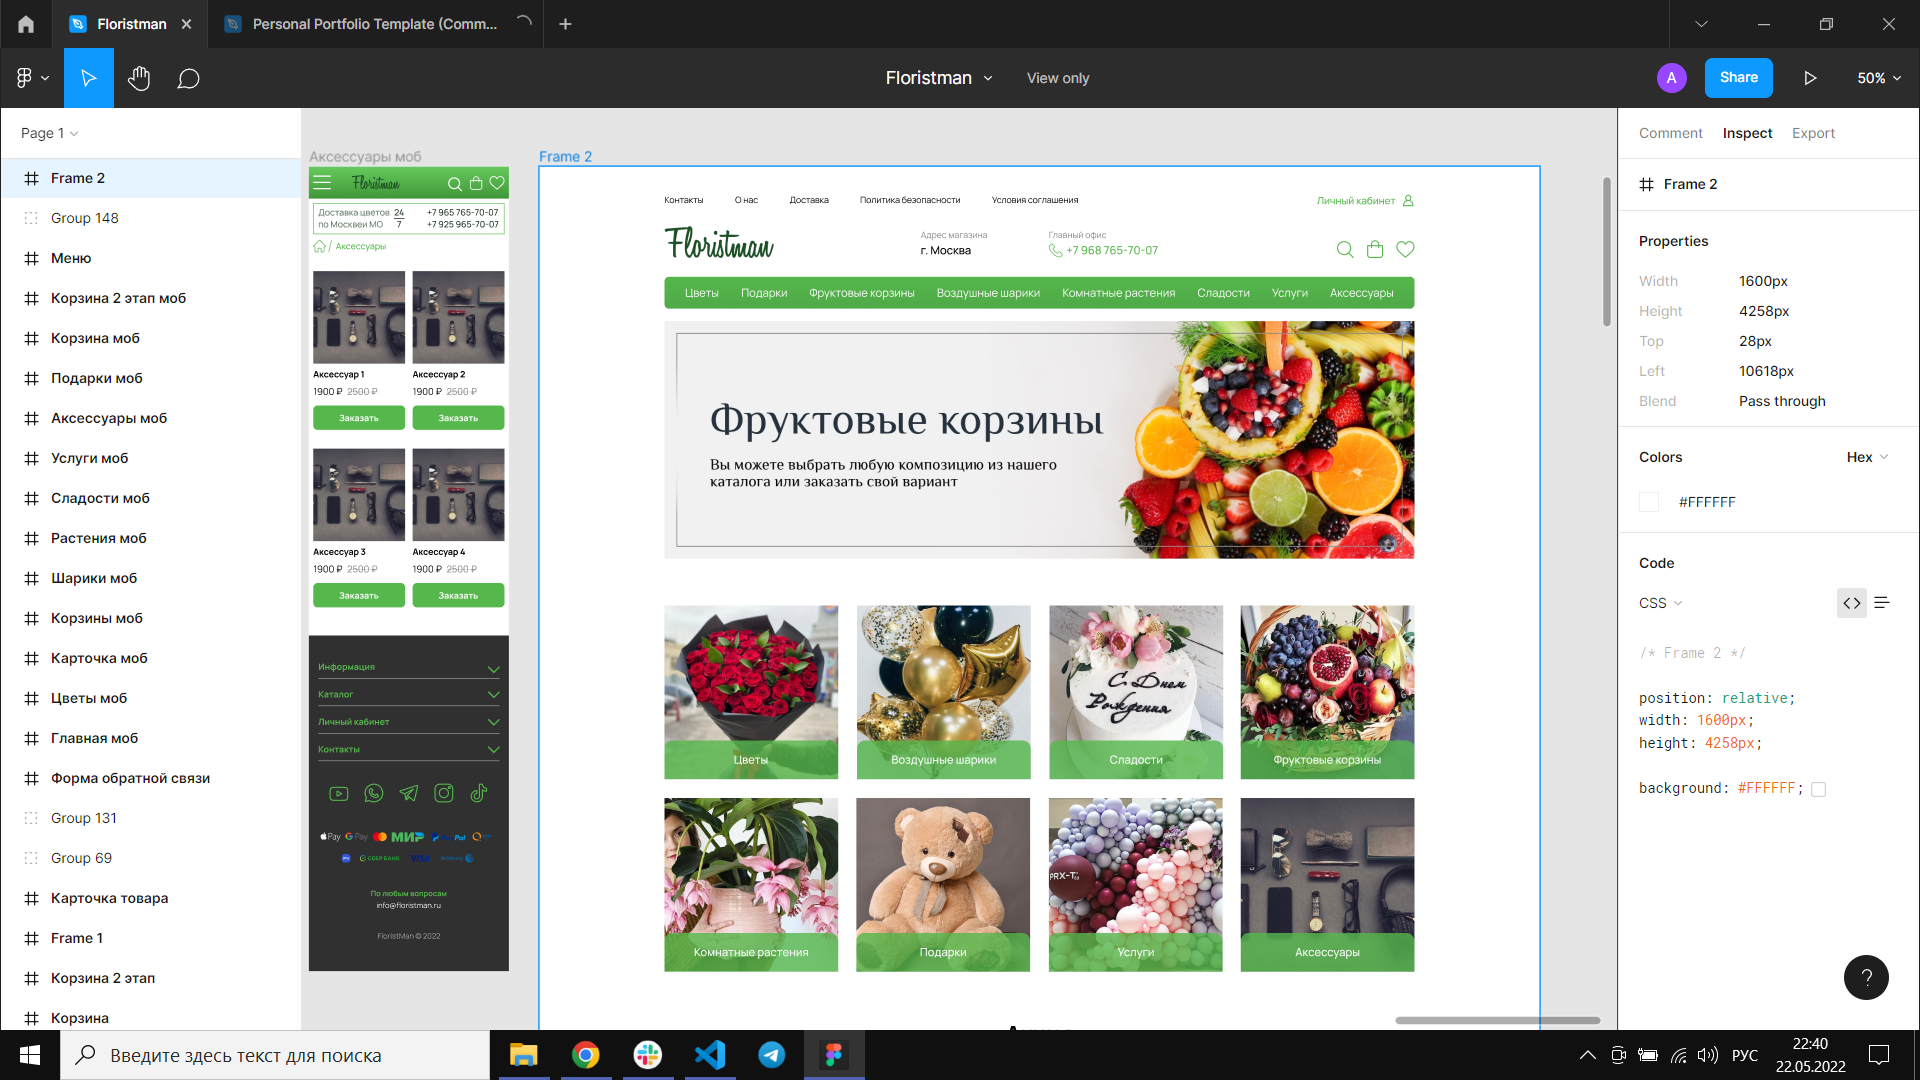 Floristman
Personal Portfolio Template (Comm...
Floristman
View only
A
Share
50%
Page 1
Frame 2
Group 148
Меню
Корзина 2 этап моб
Корзина моб
Подарки моб
Аксессуары моб
Услуги моб
Сладости моб
Растения моб
Шарики моб
Корзины моб
Карточка моб
Цветы моб
Главная моб
Форма обратной связи
Group 131
Group 69
Карточка товара
Frame 1
Корзина 2 этап
Корзина
Аксессуары моб
Floristman
Доставка цветов 24 +7 965 765-70-07
по Москвеи МО 7 +7 925 965-70-07
/ Аксессуары
Аксессуар 1 Аксессуар 2
1900 ₽ 2500 ₽ 1900 ₽ 2500 ₽
Заказать Заказать
Аксессуар 3 Аксессуар 4
1900 ₽ 2500 ₽ 1900 ₽ 2500 ₽
Заказать Заказать
Информация
Каталог
Личный кабинет
Контакты
Pay G Pay МИР PayPal
СБЕР БАНК VISA
По любым вопросам
info@floristman.ru
FloristMan © 2022
Frame 2
Контакты О нас Доставка Политика безопасности Условия соглашения Личный кабинет
Floristman
Адрес магазина
г. Москва
Главный офис
+7 968 765-70-07
Цветы Подарки Фруктовые корзины Воздушные шарики Комнатные растения Сладости Услуги Аксессуары
Фруктовые корзины
Вы можете выбрать любую композицию из нашего
каталога или заказать свой вариант
С Днем
Рождения
Цветы Воздушные шарики Сладости Фруктовые корзины
PRX-T33
Комнатные растения Подарки Услуги Аксессуары
Comment Inspect Export
Frame 2
Properties
Width 1600px
Height 4258px
Top 28px
Left 10618px
Blend Pass through
Colors Hex
#FFFFFF
Code
CSS
/* Frame 2 */
position: relative;
width: 1600px;
height: 4258px;
background: #FFFFFF;
?
Введите здесь текст для поиска
РУС
22:40
22.05.2022